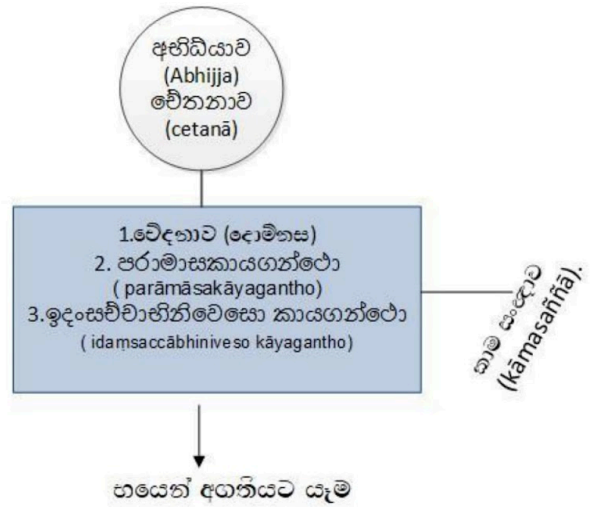 අභිධ්යාව
(Abhijja)
චේතනාව
(cetanā)
1.වේදනාව (දොම්නස)
2. පරාමාසකායගන්ථො
( parāmāsakāyagantho)
3.ඉදංසච්චාභිනිවෙසො කායගන්ථො
( idaṃsaccābhiniveso kāyagantho)
කාම සංඥාව
(kāmasaññā).
භයෙන් අගතියට යෑම